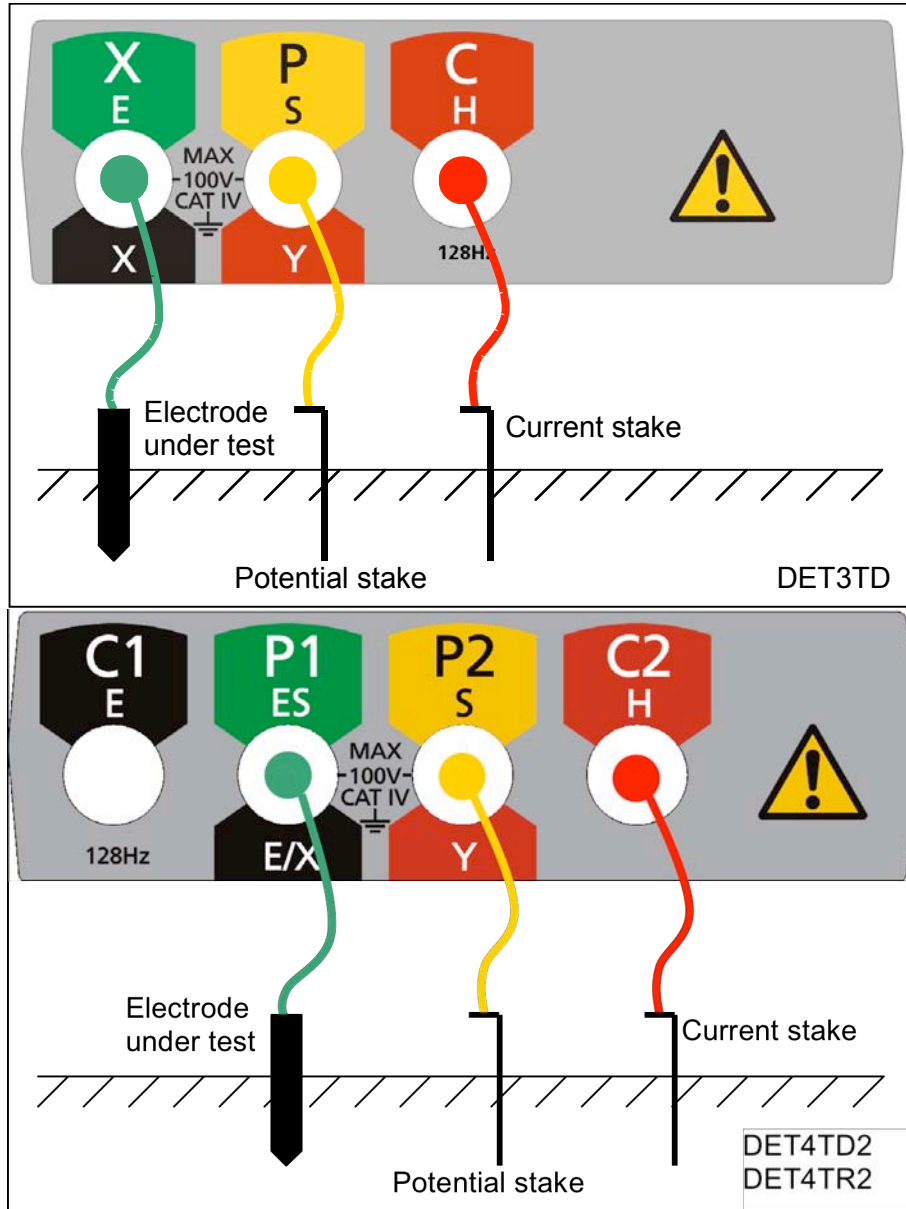 X P C
E S H
MAX
100V
CAT IV
X Y 128Hz
Electrode
under test
Current stake
Potential stake
DET3TD
C1 P1 P2 C2
E ES S H
MAX
100V
CAT IV
128Hz E/X Y
Electrode
under test
Current stake
Potential stake
DET4TD2
DET4TR2